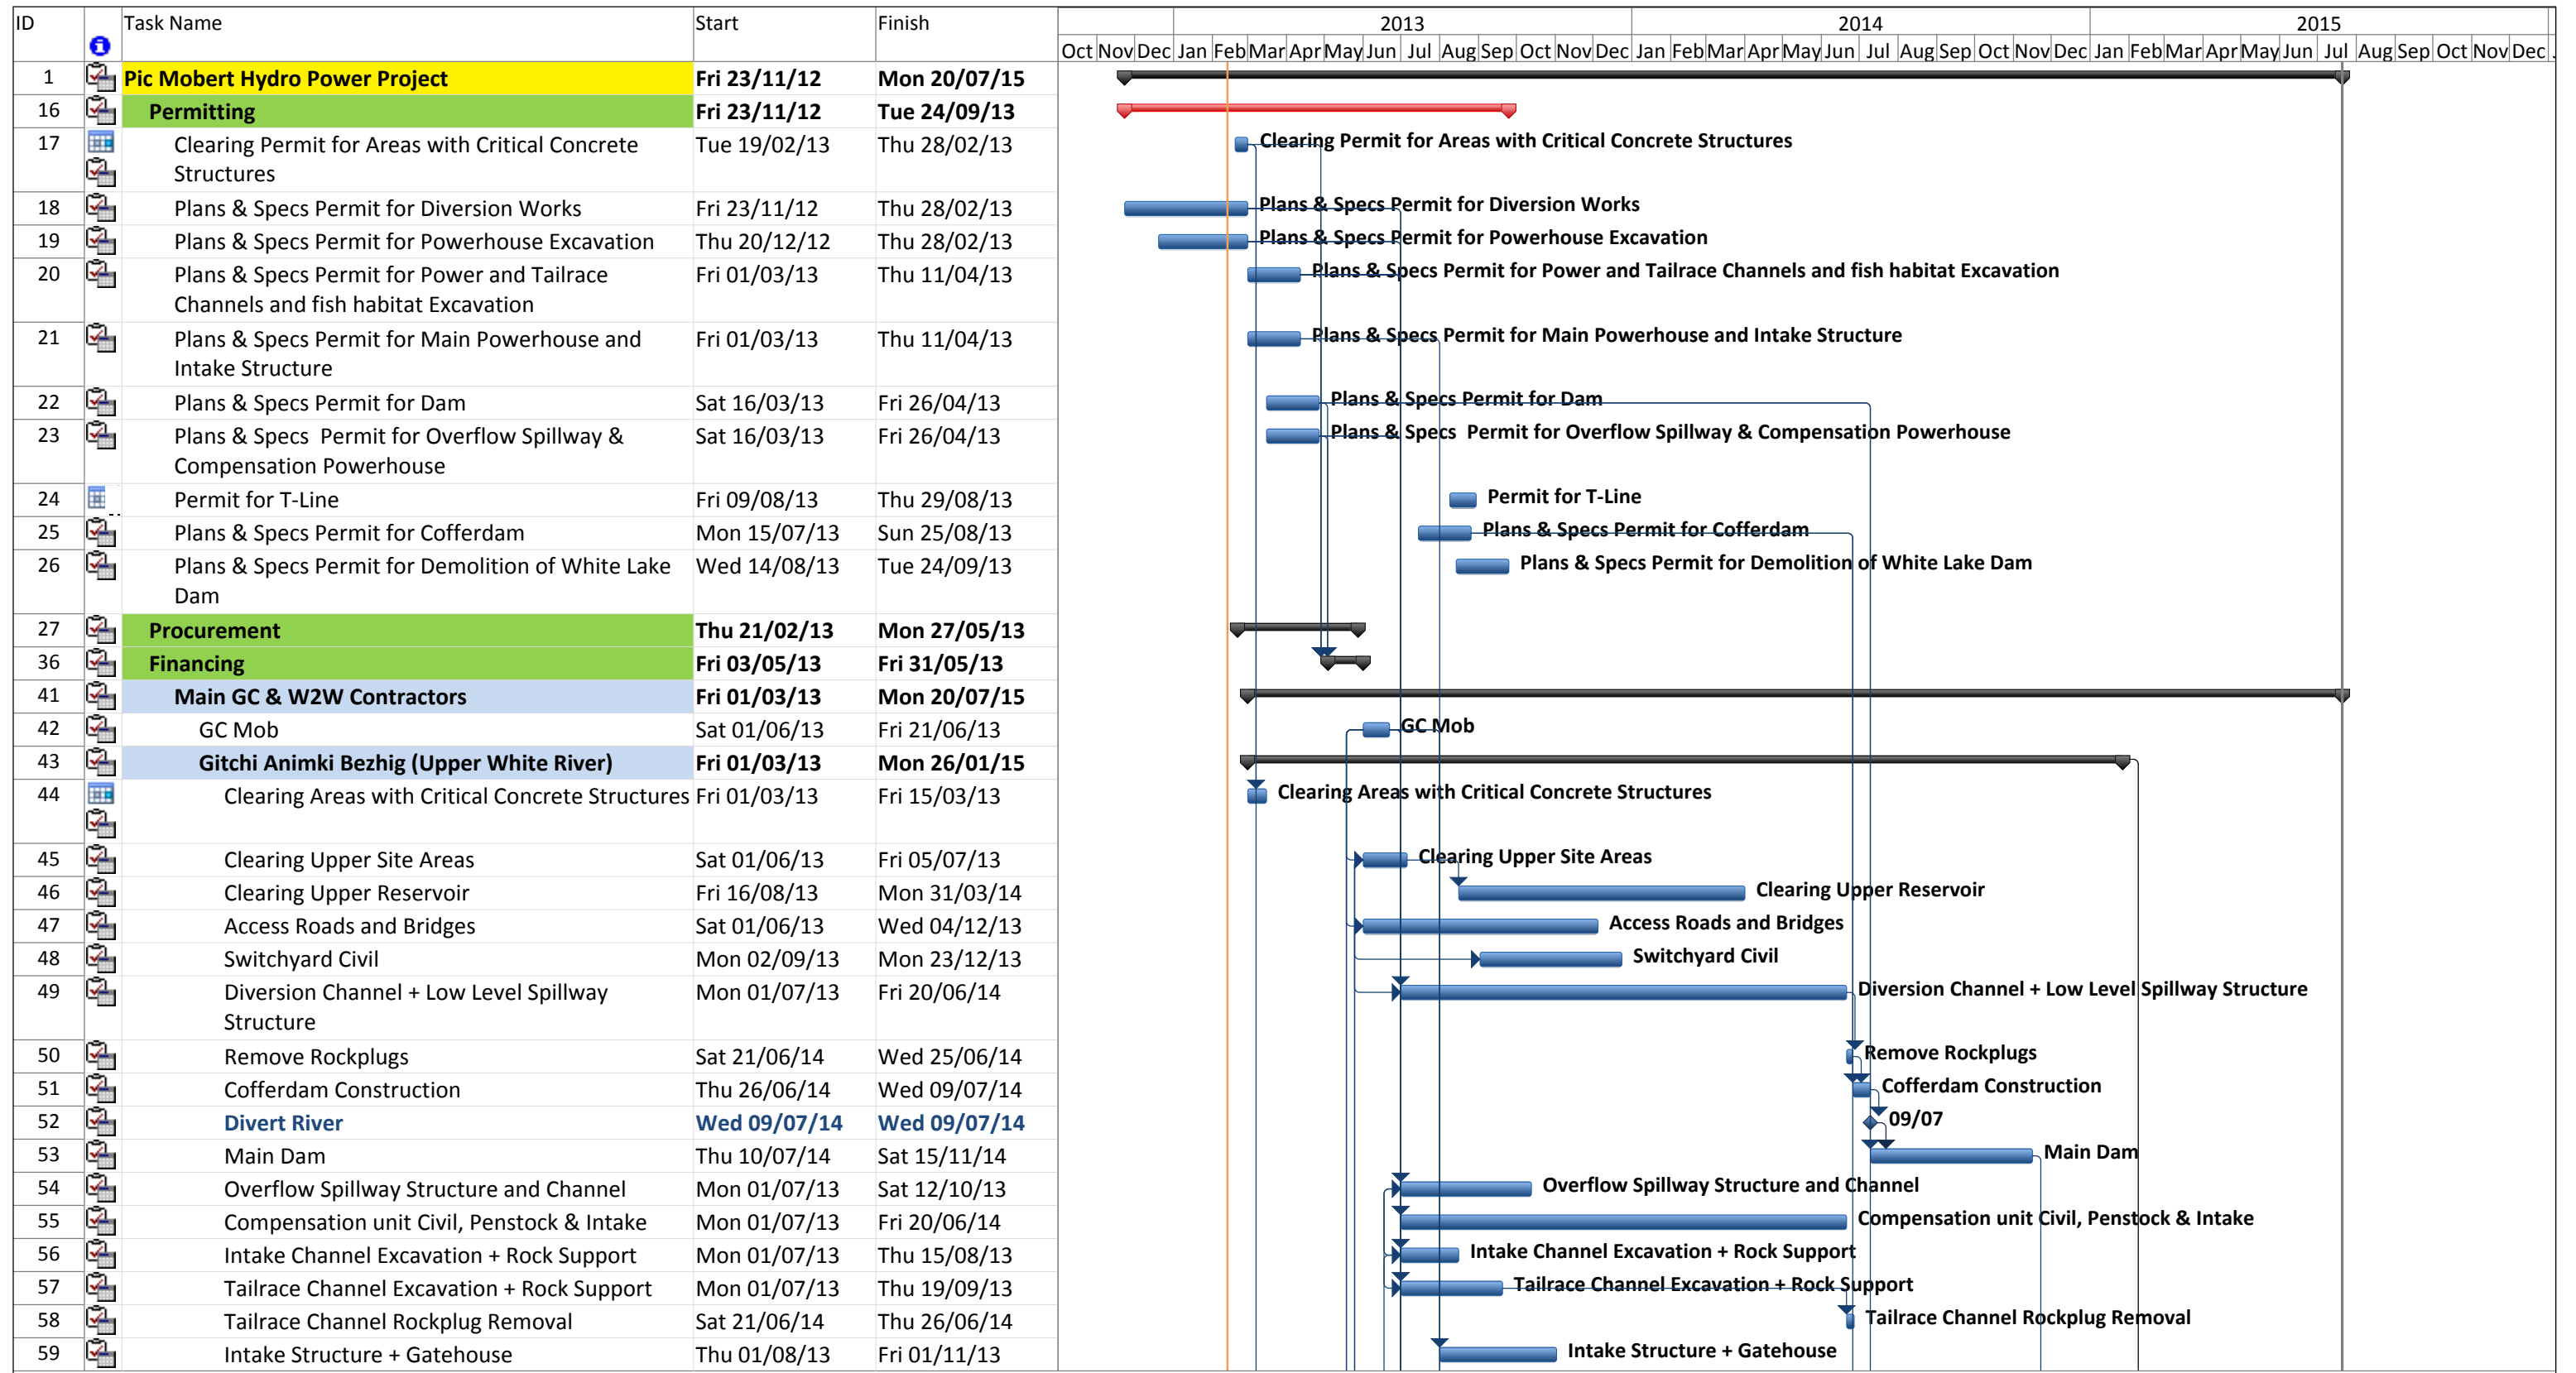 ID Task Name Start Finish 2013 2014 2015
Oct Nov Dec Jan Feb Mar Apr May Jun Jul Aug Sep Oct Nov Dec Jan Feb Mar Apr May Jun Jul Aug Sep Oct Nov Dec Jan Feb Mar Apr May Jun Jul Aug Sep Oct Nov Dec
1 Pic Mobert Hydro Power Project Fri 23/11/12 Mon 20/07/15
16 Permitting Fri 23/11/12 Tue 24/09/13
17 Clearing Permit for Areas with Critical Concrete Tue 19/02/13 Thu 28/02/13 Clearing Permit for Areas with Critical Concrete Structures
Structures
18 Plans & Specs Permit for Diversion Works Fri 23/11/12 Thu 28/02/13 Plans & Specs Permit for Diversion Works
19 Plans & Specs Permit for Powerhouse Excavation Thu 20/12/12 Thu 28/02/13 Plans & Specs Permit for Powerhouse Excavation
20 Plans & Specs Permit for Power and Tailrace Fri 01/03/13 Thu 11/04/13 Plans & Specs Permit for Power and Tailrace Channels and fish habitat Excavation
Channels and fish habitat Excavation
21 Plans & Specs Permit for Main Powerhouse and Fri 01/03/13 Thu 11/04/13 Plans & Specs Permit for Main Powerhouse and Intake Structure
Intake Structure
22 Plans & Specs Permit for Dam Sat 16/03/13 Fri 26/04/13 Plans & Specs Permit for Dam
23 Plans & Specs Permit for Overflow Spillway & Sat 16/03/13 Fri 26/04/13 Plans & Specs Permit for Overflow Spillway & Compensation Powerhouse
Compensation Powerhouse
24 Permit for T-Line Fri 09/08/13 Thu 29/08/13 Permit for T-Line
25 Plans & Specs Permit for Cofferdam Mon 15/07/13 Sun 25/08/13 Plans & Specs Permit for Cofferdam
26 Plans & Specs Permit for Demolition of White Lake Wed 14/08/13 Tue 24/09/13 Plans & Specs Permit for Demolition of White Lake Dam
Dam
27 Procurement Thu 21/02/13 Mon 27/05/13
36 Financing Fri 03/05/13 Fri 31/05/13
41 Main GC & W2W Contractors Fri 01/03/13 Mon 20/07/15
42 GC Mob Sat 01/06/13 Fri 21/06/13 GC Mob
43 Gitchi Animki Bezhig (Upper White River) Fri 01/03/13 Mon 26/01/15
44 Clearing Areas with Critical Concrete Structures Fri 01/03/13 Fri 15/03/13 Clearing Areas with Critical Concrete Structures
45 Clearing Upper Site Areas Sat 01/06/13 Fri 05/07/13 Clearing Upper Site Areas
46 Clearing Upper Reservoir Fri 16/08/13 Mon 31/03/14 Clearing Upper Reservoir
47 Access Roads and Bridges Sat 01/06/13 Wed 04/12/13 Access Roads and Bridges
48 Switchyard Civil Mon 02/09/13 Mon 23/12/13 Switchyard Civil
49 Diversion Channel + Low Level Spillway Mon 01/07/13 Fri 20/06/14 Diversion Channel + Low Level Spillway Structure
Structure
50 Remove Rockplugs Sat 21/06/14 Wed 25/06/14 Remove Rockplugs
51 Cofferdam Construction Thu 26/06/14 Wed 09/07/14 Cofferdam Construction
52 Divert River Wed 09/07/14 Wed 09/07/14 09/07
53 Main Dam Thu 10/07/14 Sat 15/11/14 Main Dam
54 Overflow Spillway Structure and Channel Mon 01/07/13 Sat 12/10/13 Overflow Spillway Structure and Channel
55 Compensation unit Civil, Penstock & Intake Mon 01/07/13 Fri 20/06/14 Compensation unit Civil, Penstock & Intake
56 Intake Channel Excavation + Rock Support Mon 01/07/13 Thu 15/08/13 Intake Channel Excavation + Rock Support
57 Tailrace Channel Excavation + Rock Support Mon 01/07/13 Thu 19/09/13 Tailrace Channel Excavation + Rock Support
58 Tailrace Channel Rockplug Removal Sat 21/06/14 Thu 26/06/14 Tailrace Channel Rockplug Removal
59 Intake Structure + Gatehouse Thu 01/08/13 Fri 01/11/13 Intake Structure + Gatehouse